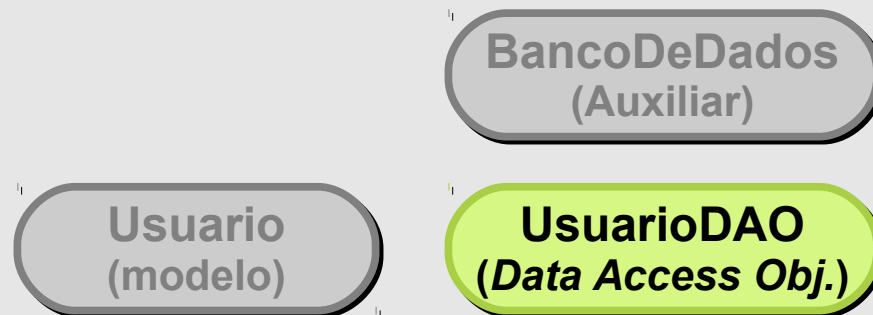 BancoDeDados
(Auxiliar)
Usuario
(modelo)
UsuarioDAO
(Data Access Obj.)